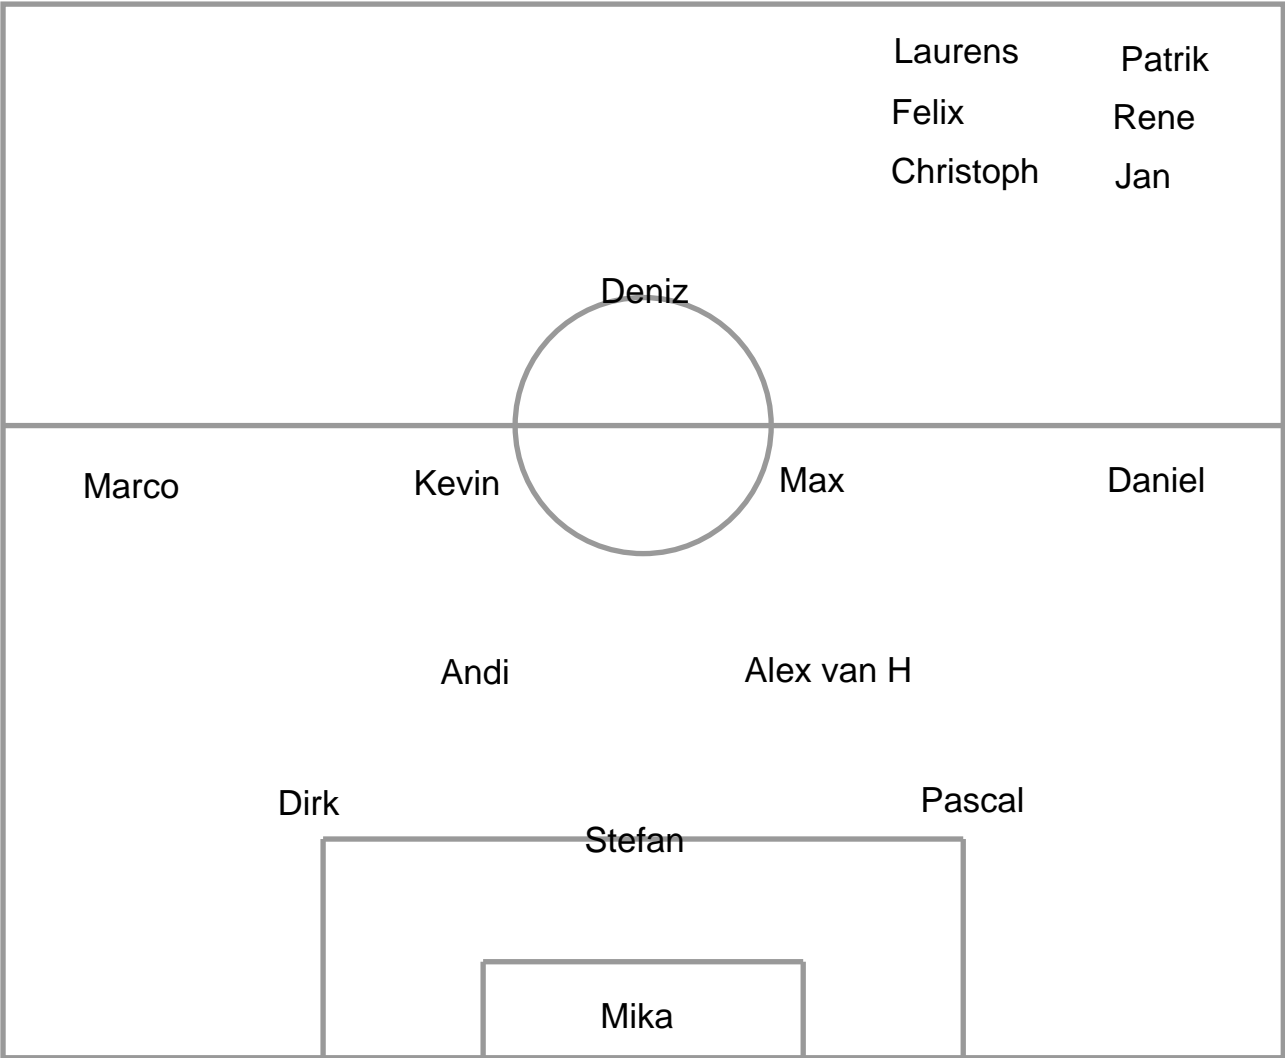 Laurens Patrik
Felix Rene
Christoph Jan
Deniz
Marco Kevin Max Daniel
Andi Alex van H
Dirk Pascal
Stefan
Mika